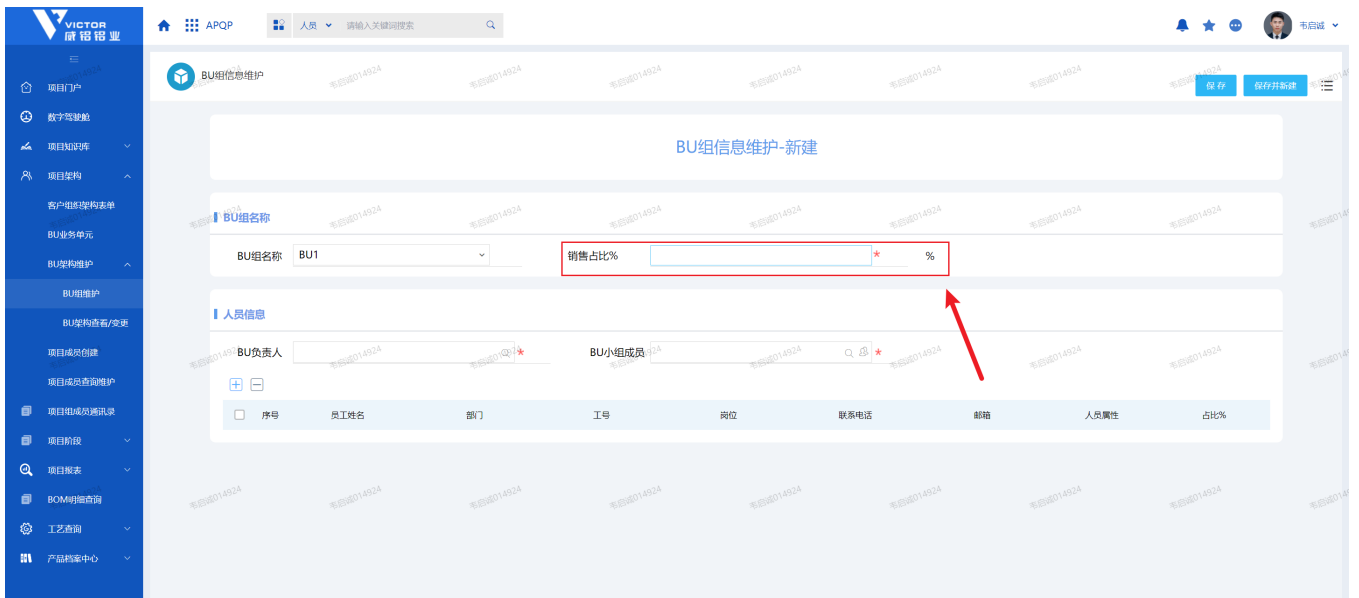 VICTOR
威铝铝业
APQP
人员
请输入关键词搜索
韦启诚
项目门户
数字驾驶舱
项目知识库
项目架构
客户组织架构表单
BU业务单元
BU架构维护
BU组维护
BU架构查看/变更
项目成员创建
项目成员查询维护
项目组成员通讯录
项目阶段
项目报表
BOM明细查询
工艺查询
产品档案中心
BU组信息维护
保存
保存并新建
BU组信息维护-新建
BU组名称
BU组名称
BU1
销售占比%
*
%
人员信息
BU负责人
*
BU小组成员
*
序号 员工姓名 部门 工号 岗位 联系电话 邮箱 人员属性 占比%
韦启诚014924